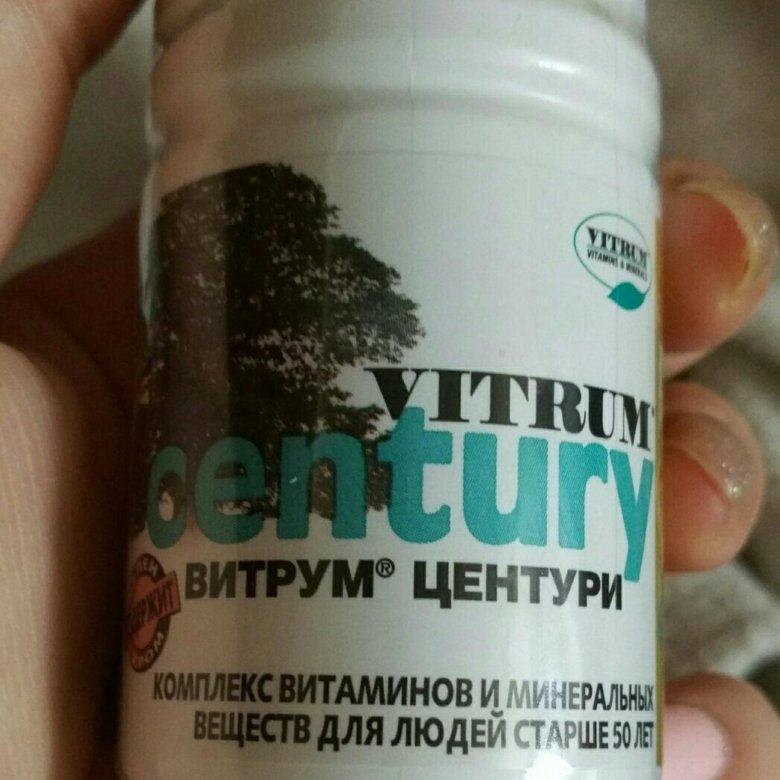 VITRUM
VITAMINS & MINERALS
VITRUM
century
ВИТРУМ® ЦЕНТУРИ
КОМПЛЕКС ВИТАМИНОВ И МИНЕРАЛЬНЫХ
ВЕЩЕСТВ ДЛЯ ЛЮДЕЙ СТАРШЕ 50 ЛЕТ